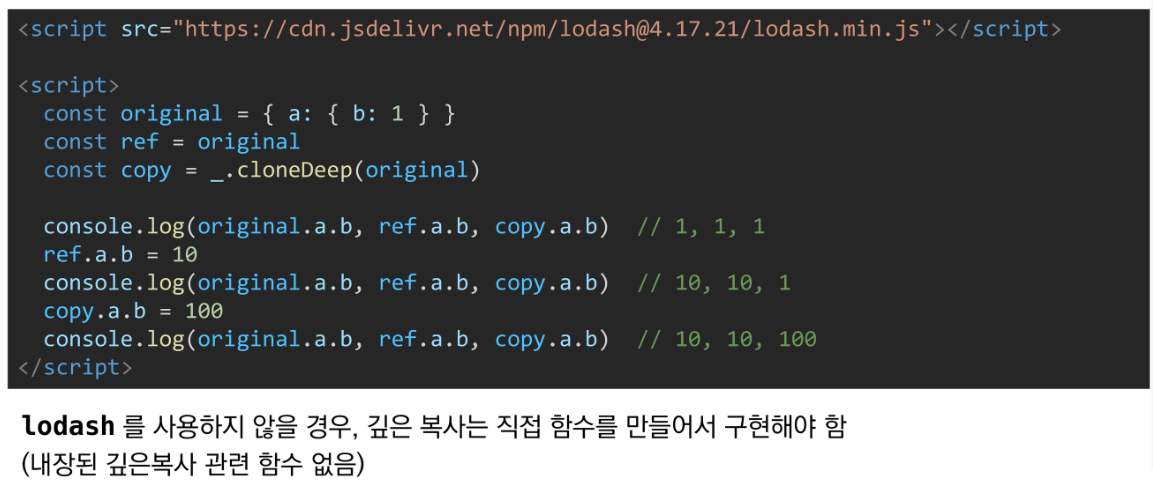 <script src="https://cdn.jsdelivr.net/npm/lodash@4.17.21/lodash.min.js"></script>
<script>
const original = { a: { b: 1 } }
const ref = original
const copy = _.cloneDeep(original)
console.log(original.a.b, ref.a.b, copy.a.b)  // 1, 1, 1
ref.a.b = 10
console.log(original.a.b, ref.a.b, copy.a.b)  // 10, 10, 1
copy.a.b = 100
console.log(original.a.b, ref.a.b, copy.a.b)  // 10, 10, 100
</script>
lodash 를 사용하지 않을 경우, 깊은 복사는 직접 함수를 만들어서 구현해야 함
(내장된 깊은복사 관련 함수 없음)